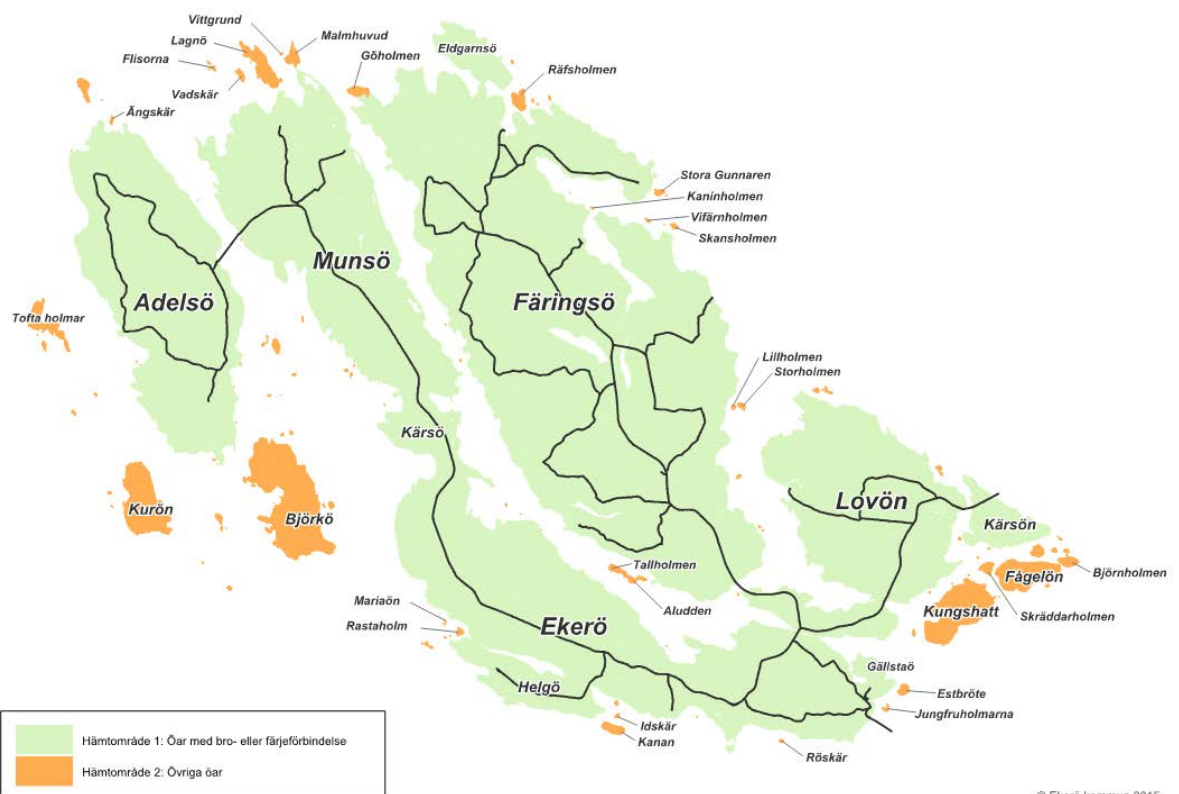 Vittgrund
Lagnö
Malmhuvud
Flisorna
Göholmen
Eldgarnsö
Räfsholmen
Vadskär
Ängskär
Stora Gunnaren
Kaninholmen
Vifärnholmen
Skansholmen
Munsö
Adelsö
Färingsö
Tofta holmar
Lillholmen
Storholmen
Kärsö
Lovön
Kurön
Björkö
Kärsön
Tallholmen
Fågelön
Björnholmen
Mariaön
Aludden
Kungshatt
Skräddarholmen
Rastaholm
Ekerö
Gällstaö
Helgö
Estbröte
Jungfruholmarna
Idskär
Kanan
Röskär
Hämtområde 1: Öar med bro- eller färjeförbindelse
Hämtområde 2: Övriga öar